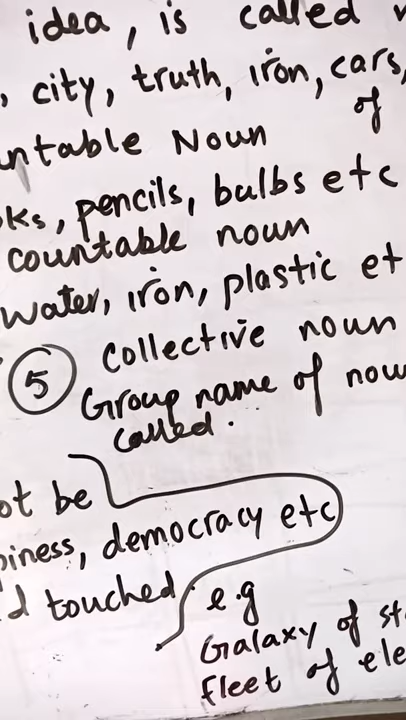 idea, is called
, city, truth, iron, cars,
of
ntable Noun
ks, pencils, bulbs etc
countable noun
water, iron, plastic et
5 Collective noun
Group name of nou
called.
ot be
piness, democracy etc
d touched
e.g
Galaxy of st
fleet of ele